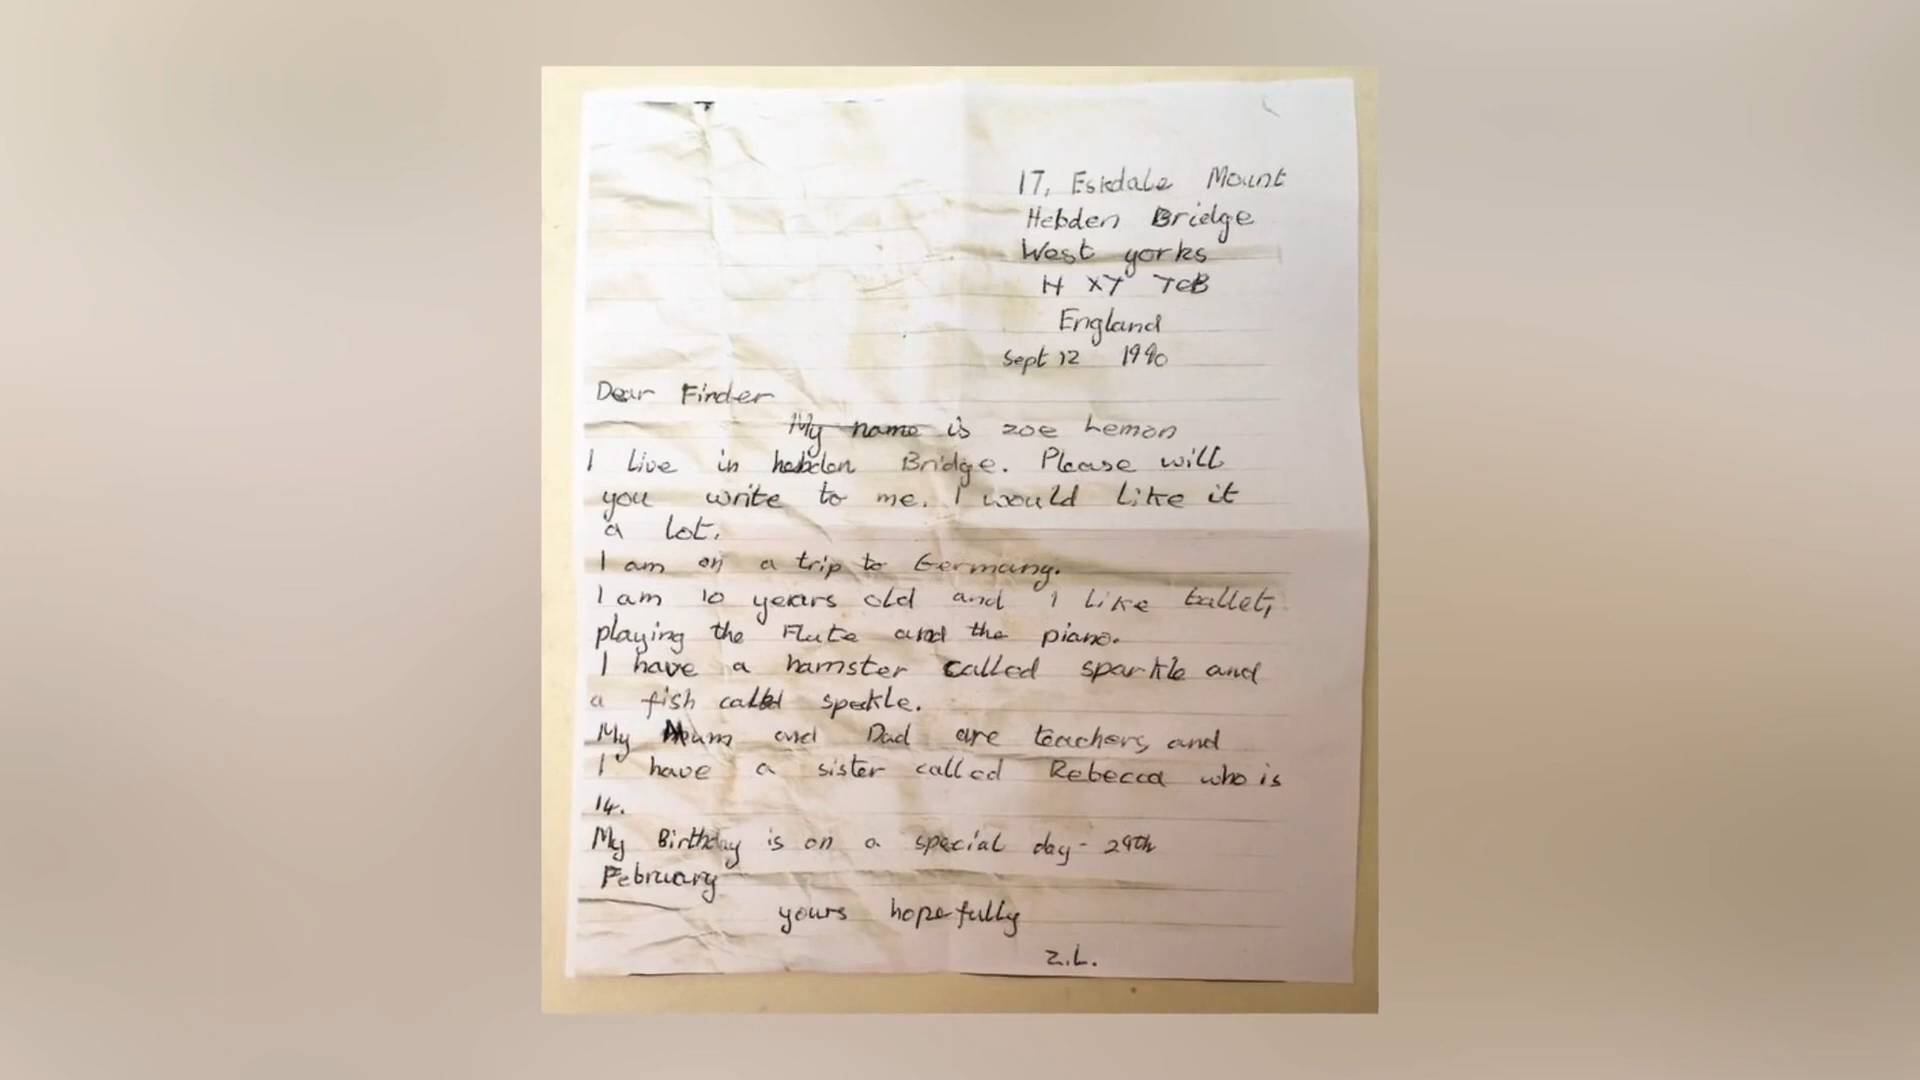 17, Eskdale Mount
Hebden Bridge
West yorks
H X7 7eB
England
Sept 12 1990
Dear Finder
My name is zoe Lemon
I Live in hebden Bridge. Please will
you write to me. I would like it
a lot.
I am on a trip to Germany.
I am 10 years old and I like ballet,
playing the Flute and the piano.
I have a hamster called sparkle and
a fish called speckle.
My Mum and Dad are teachers, and
I have a sister called Rebecca who is
14.
My Birthday is on a special day - 29th
February
yours hopefully
Z.L.